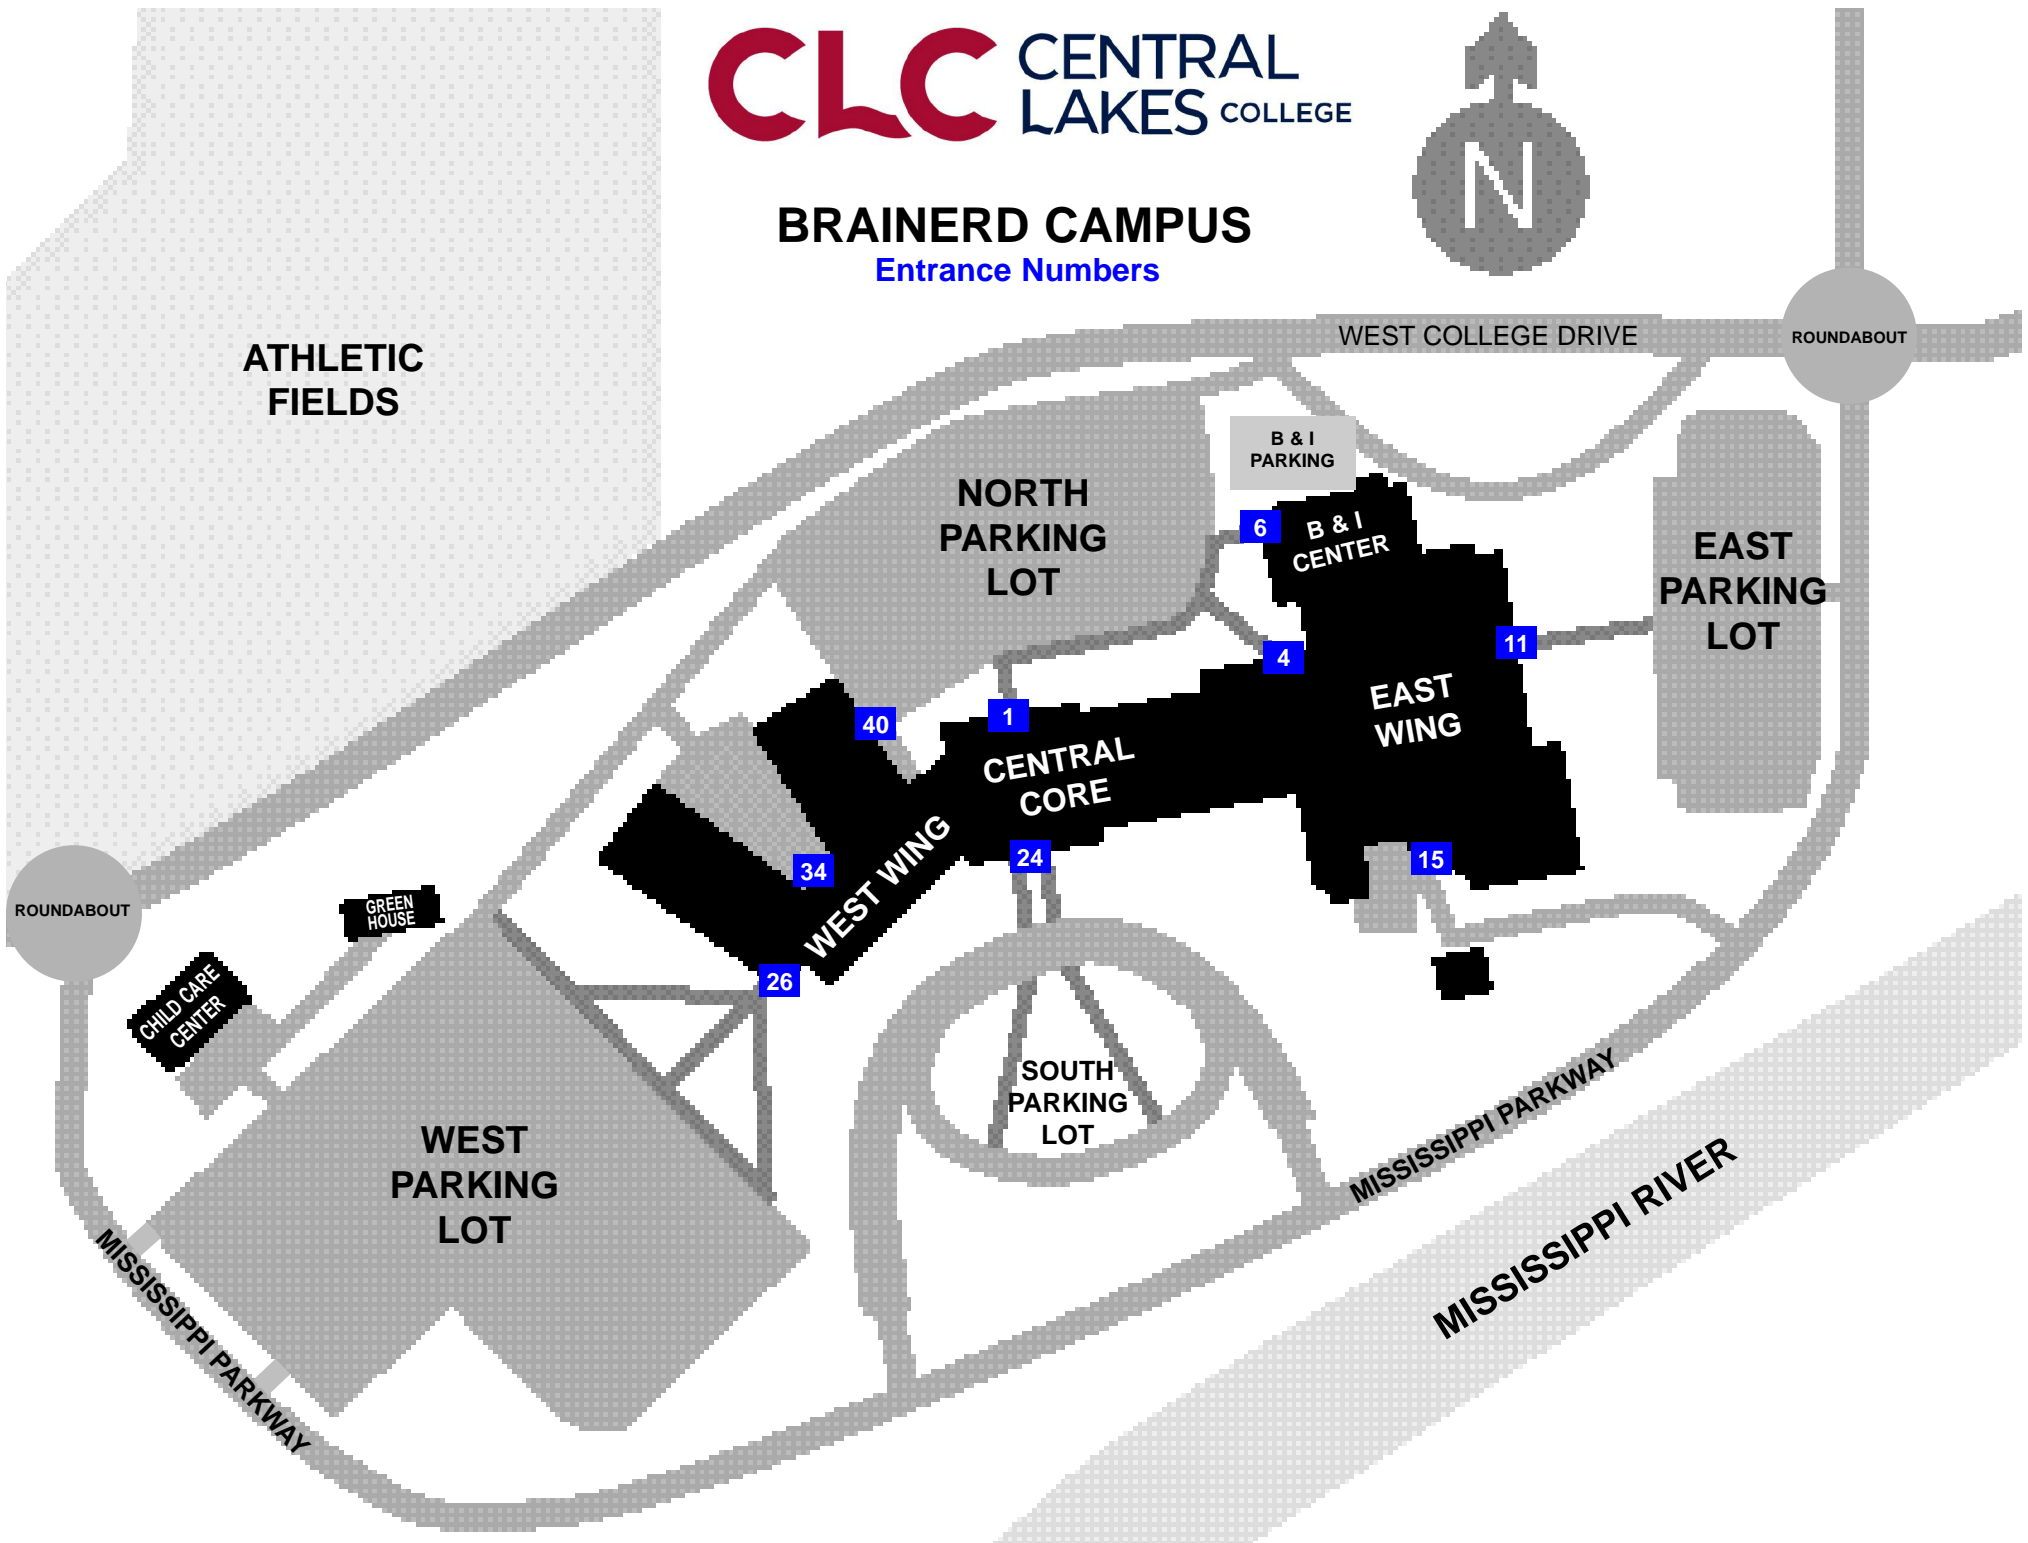 CLC CENTRAL
LAKES COLLEGE
N
BRAINERD CAMPUS
Entrance Numbers
WEST COLLEGE DRIVE
ROUNDABOUT
ATHLETIC
FIELDS
B & I
PARKING
NORTH
PARKING
LOT
6
B & I
CENTER
EAST
PARKING
LOT
11
4
EAST
WING
40
1
CENTRAL
CORE
WEST WING
24
15
34
ROUNDABOUT
GREEN
HOUSE
26
CHILD CARE
CENTER
SOUTH
PARKING
LOT
WEST
PARKING
LOT
MISSISSIPPI PARKWAY
MISSISSIPPI RIVER
MISSISSIPPI PARKWAY